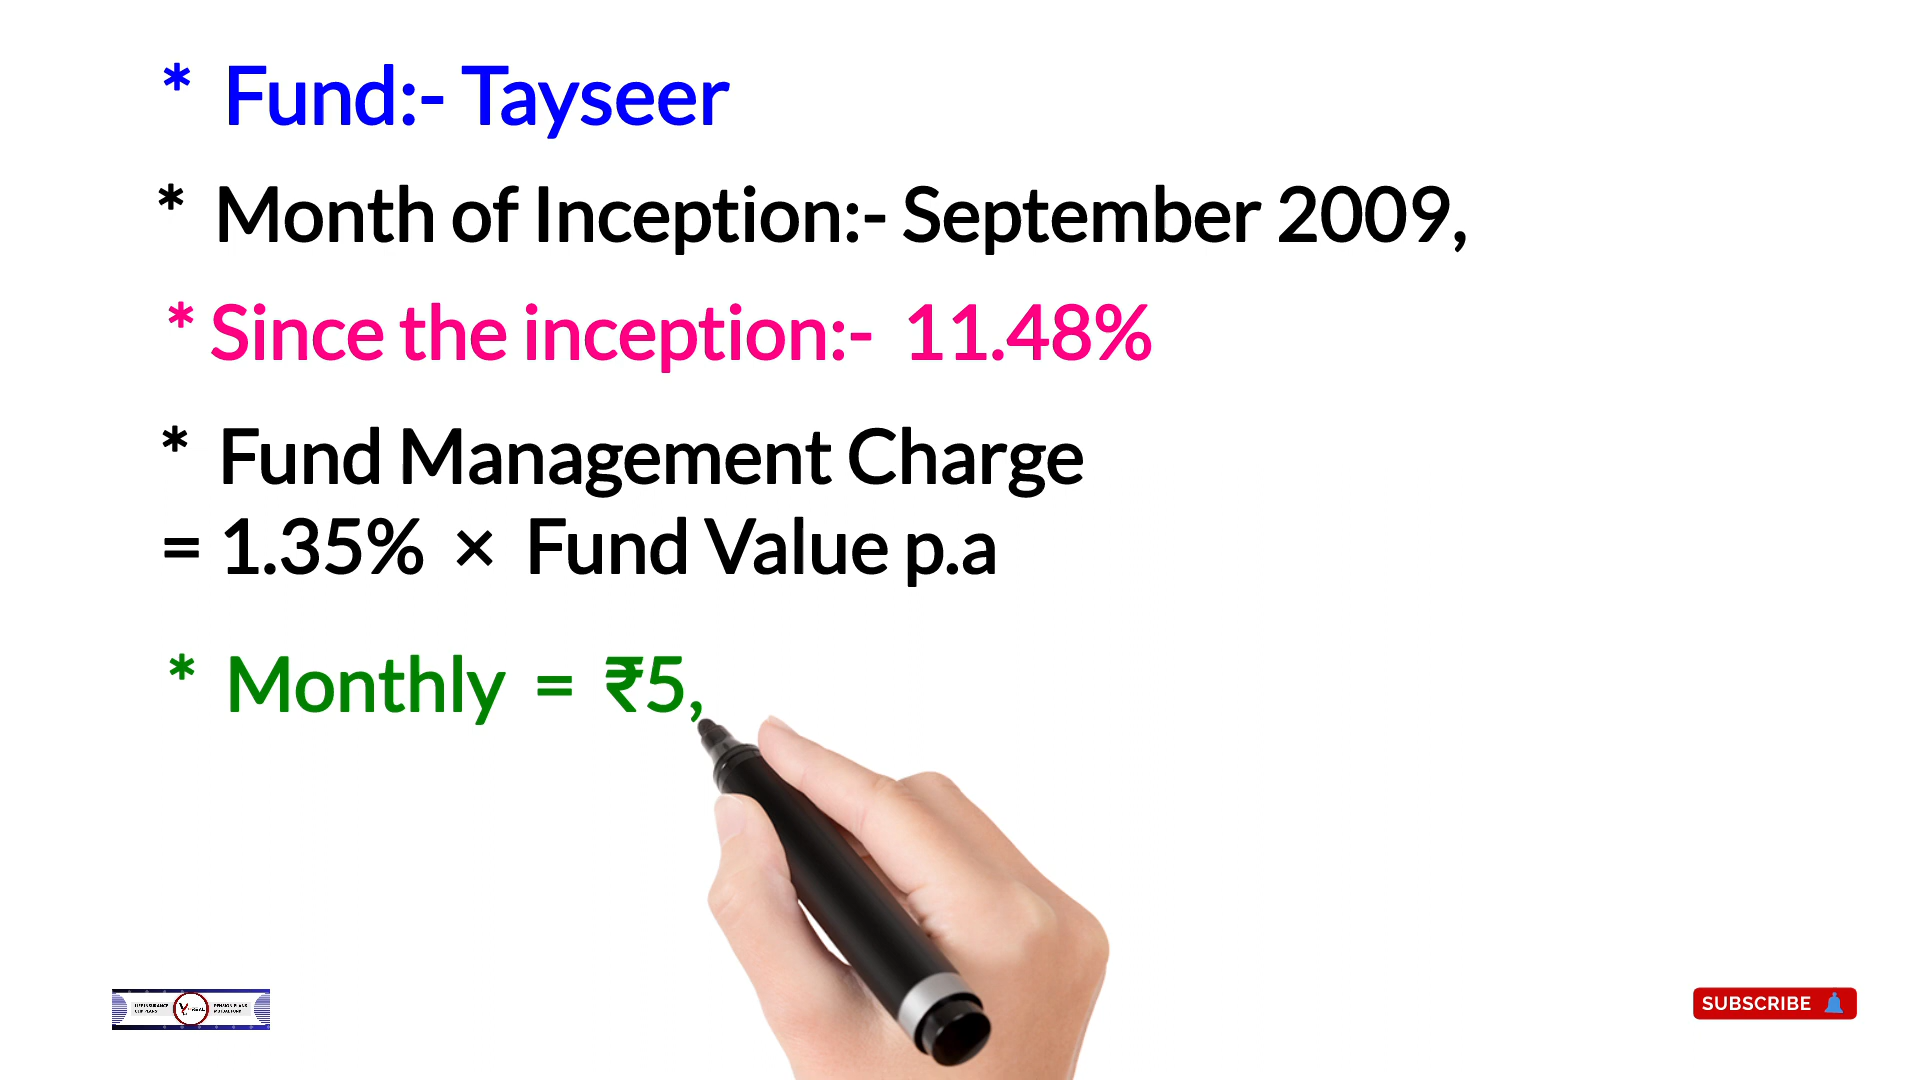 * Fund:- Tayseer
* Month of Inception:- September 2009,
* Since the inception:- 11.48%
* Fund Management Charge
= 1.35% × Fund Value p.a
* Monthly = ₹5,
SUBSCRIBE